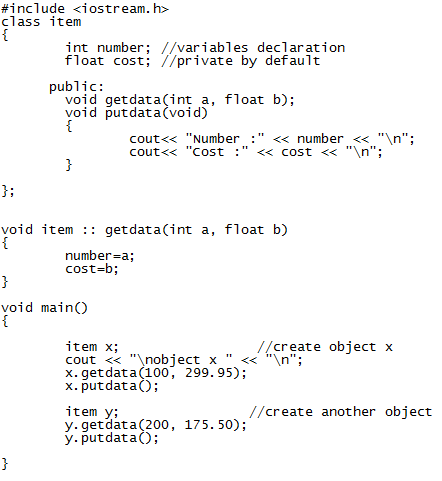 #include <iostream.h>
class item
{
int number; //variables declaration
float cost; //private by default
public:
void getdata(int a, float b);
void putdata(void)
{
cout<< "Number :" << number << "\n";
cout<< "Cost :" << cost << "\n";
}
};
void item :: getdata(int a, float b)
{
number=a;
cost=b;
}
void main()
{
item x; //create object x
cout << "\nobject x " << "\n";
x.getdata(100, 299.95);
x.putdata();
item y; //create another object
y.getdata(200, 175.50);
y.putdata();
}